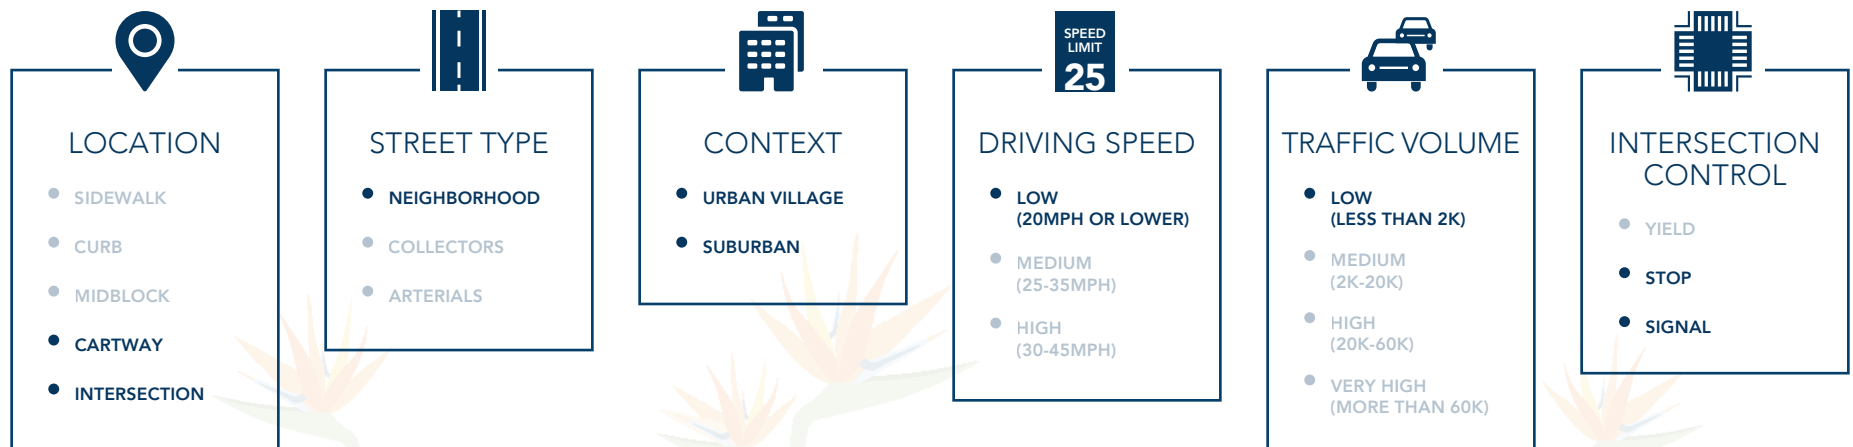 LOCATION
SIDEWALK
CURB
MIDBLOCK
CARTWAY
INTERSECTION
STREET TYPE
NEIGHBORHOOD
COLLECTORS
ARTERIALS
CONTEXT
URBAN VILLAGE
SUBURBAN
SPEED
LIMIT
25
DRIVING SPEED
LOW
(20MPH OR LOWER)
MEDIUM
(25-35MPH)
HIGH
(30-45MPH)
TRAFFIC VOLUME
LOW
(LESS THAN 2K)
MEDIUM
(2K-20K)
HIGH
(20K-60K)
VERY HIGH
(MORE THAN 60K)
INTERSECTION
CONTROL
YIELD
STOP
SIGNAL